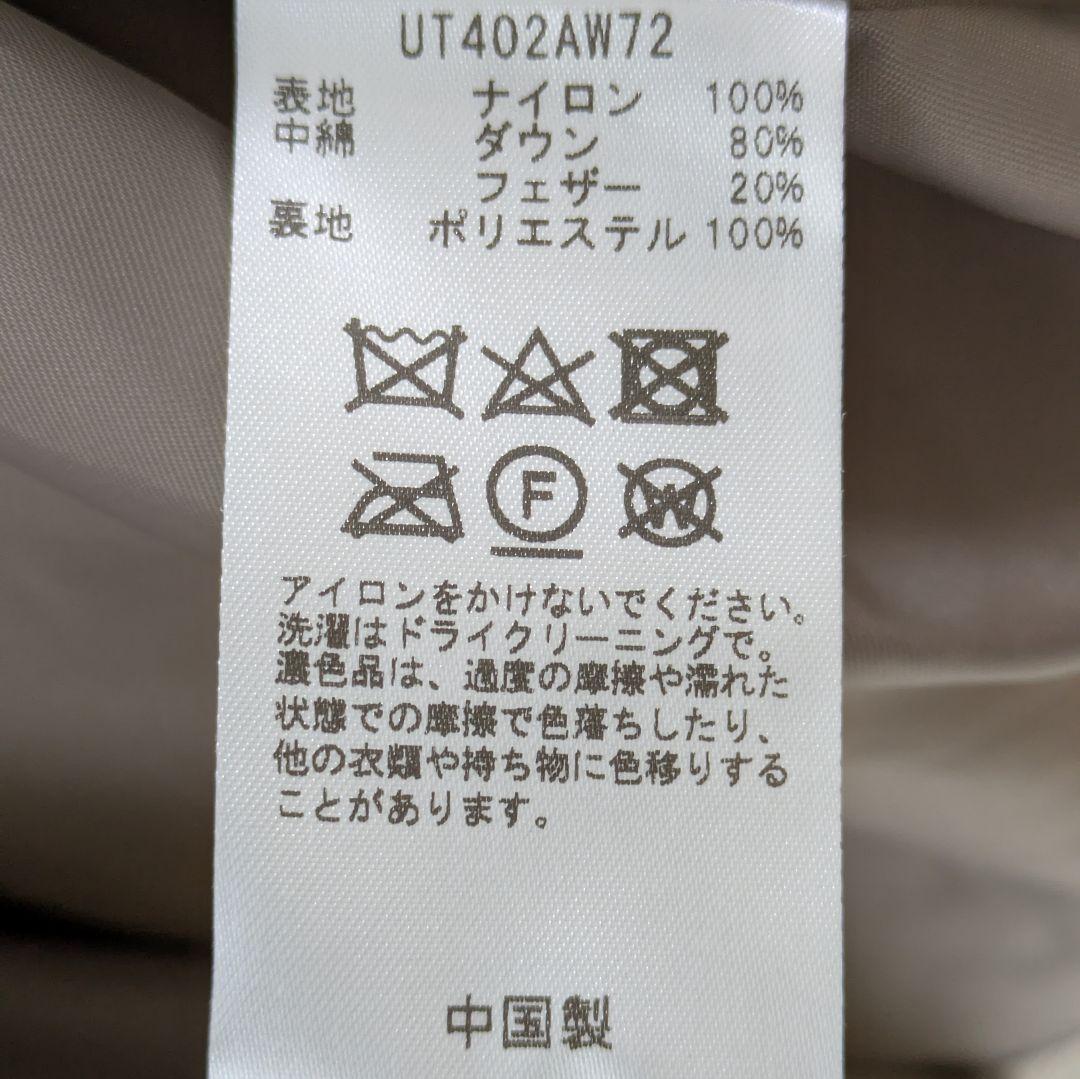 UT402AW72
表地 ナイロン 100%
中綿 ダウン 80%
フェザー 20%
裏地 ポリエステル 100%
F
W
アイロンをかけないでください。
洗濯はドライクリーニングで。
濃色品は、過度の摩擦や濡れた
状態での摩擦で色落ちしたり、
他の衣類や持ち物に色移りする
ことがあります。
中国製